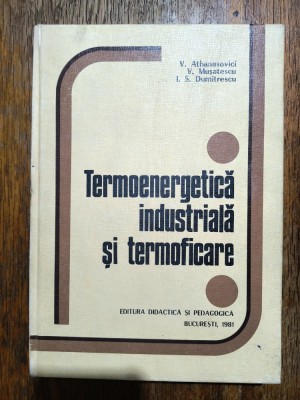 V. Athanasovici
V. Mușatescu
I. S. Dumitrescu
Termoenergetică
industrială
și termoficare
EDITURA DIDACTICĂ ȘI PEDAGOGICĂ
BUCUREȘTI, 1981